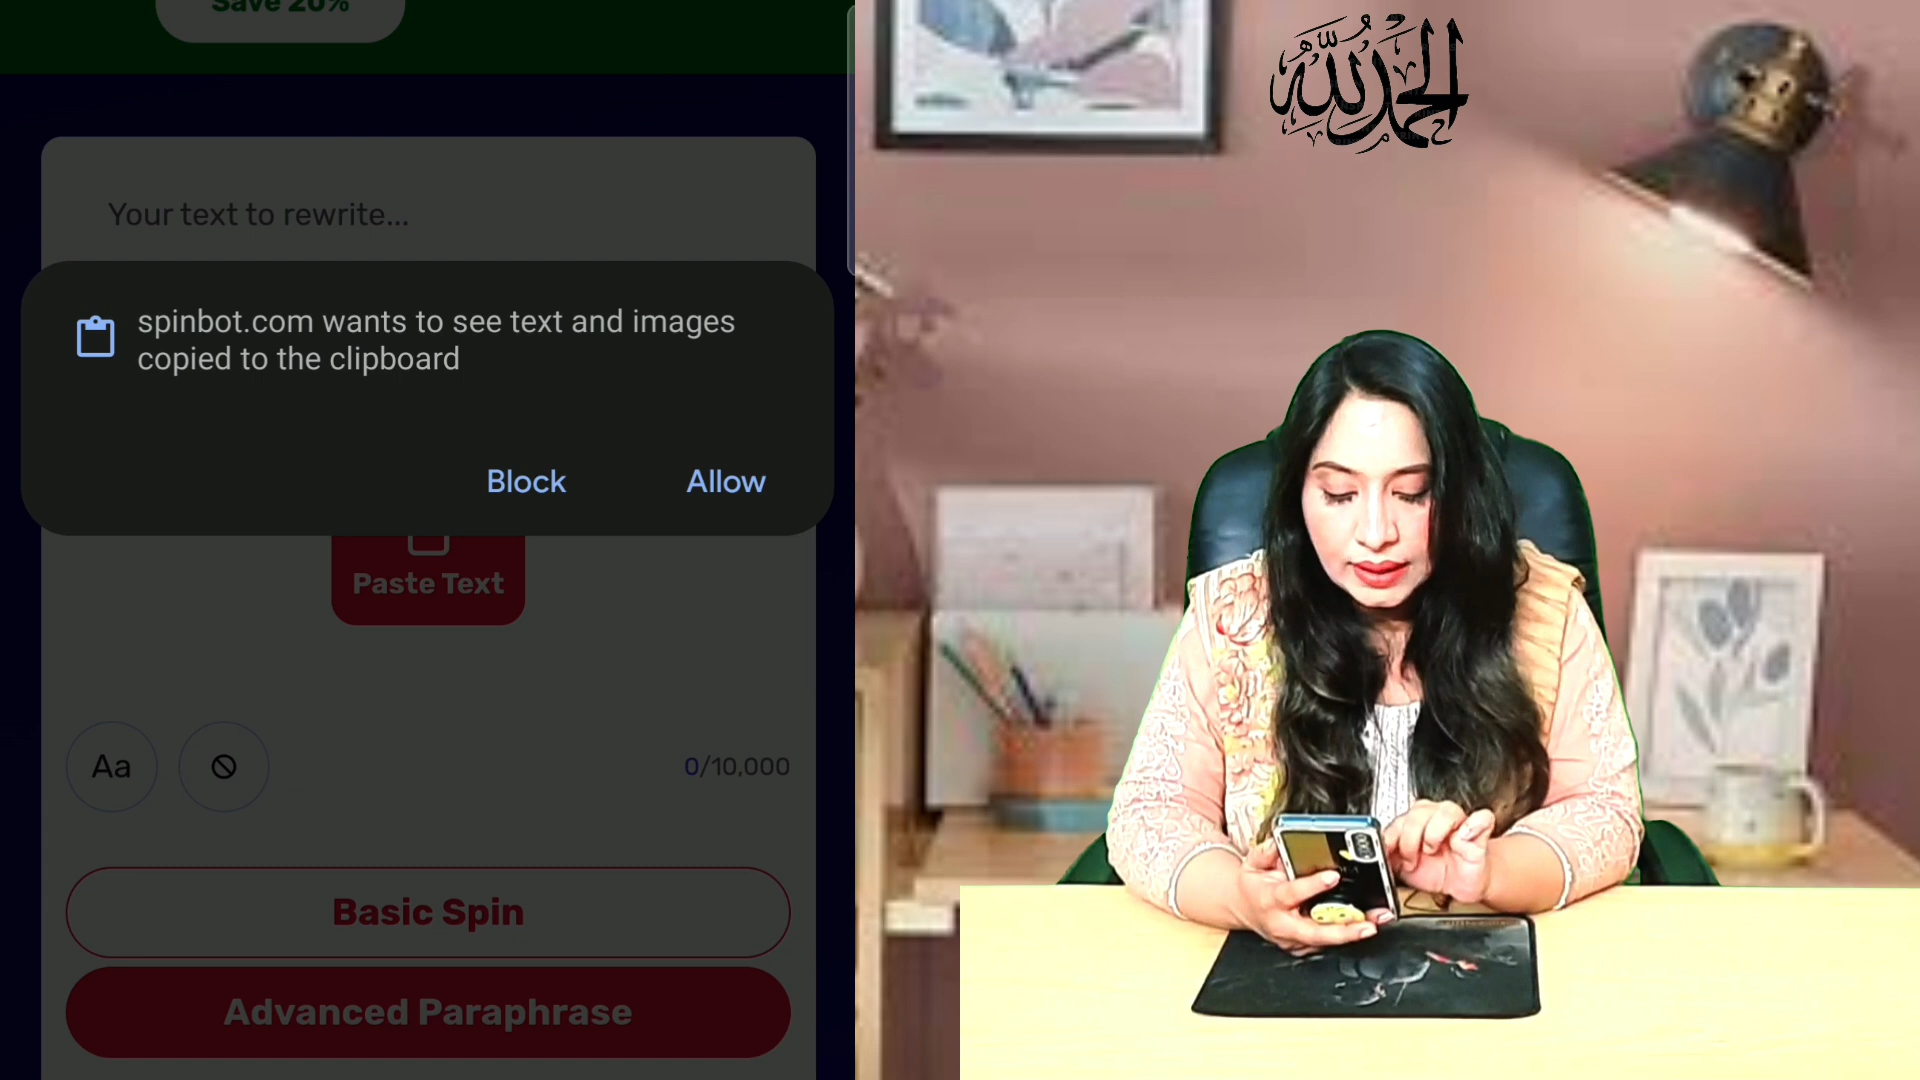 Save 20%
Your text to rewrite...
spinbot.com wants to see text and images
copied to the clipboard
Block
Allow
Paste Text
Aa
0/10,000
Basic Spin
Advanced Paraphrase
الحمد لله